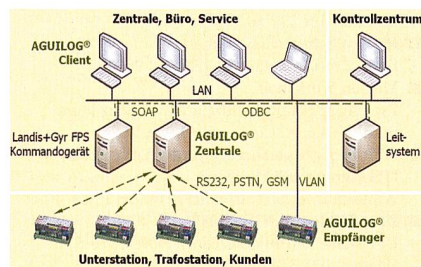 Zentrale, Büro, Service
Kontrollzentrum
AGUILOG®
Client
LAN
SOAP
ODBC
Landis+Gyr FPS
Kommandogerät
AGUILOG®
Zentrale
Leit-
system
RS232, PSTN, GSM
VLAN
AGUILOG®
Empfänger
Unterstation, Trafostation, Kunden